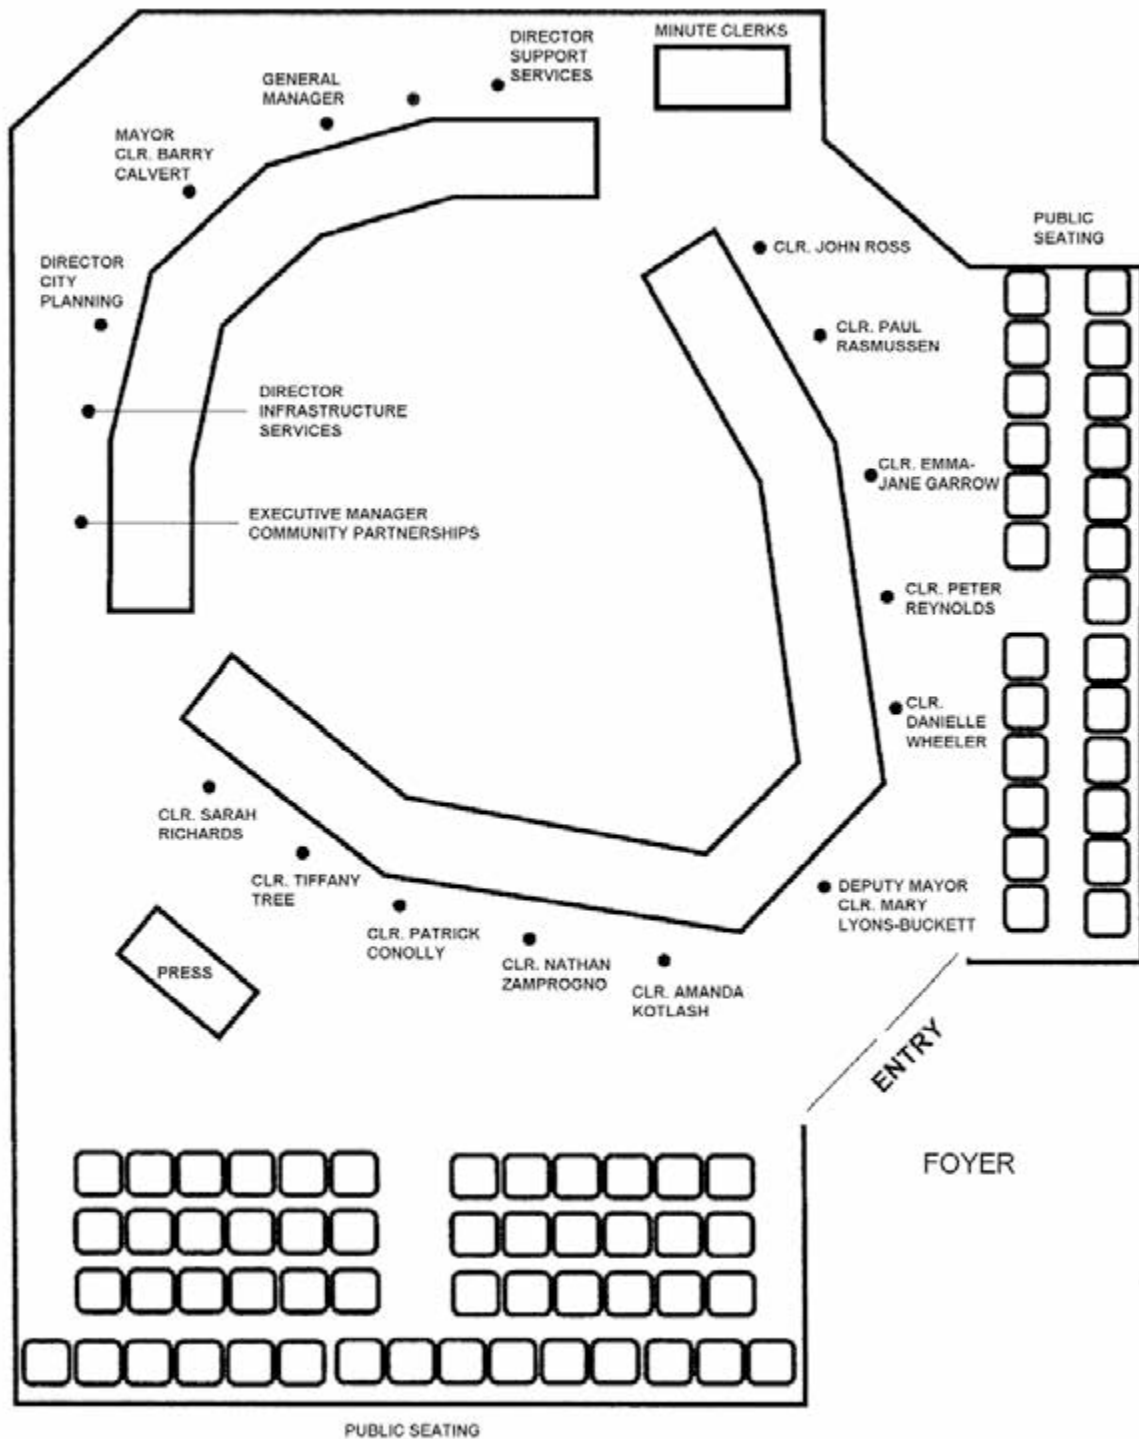 DIRECTOR
SUPPORT
SERVICES
MINUTE CLERKS
GENERAL
MANAGER
MAYOR
CLR. BARRY
CALVERT
DIRECTOR
CITY
PLANNING
DIRECTOR
INFRASTRUCTURE
SERVICES
EXECUTIVE MANAGER
COMMUNITY PARTNERSHIPS
PUBLIC
SEATING
CLR. JOHN ROSS
CLR. PAUL
RASMUSSEN
CLR. EMMA-
JANE GARROW
CLR. PETER
REYNOLDS
CLR.
DANIELLE
WHEELER
DEPUTY MAYOR
CLR. MARY
LYONS-BUCKETT
CLR. SARAH
RICHARDS
CLR. TIFFANY
TREE
CLR. PATRICK
CONOLLY
CLR. NATHAN
ZAMPROGNO
CLR. AMANDA
KOTLASH
PRESS
ENTRY
FOYER
PUBLIC SEATING